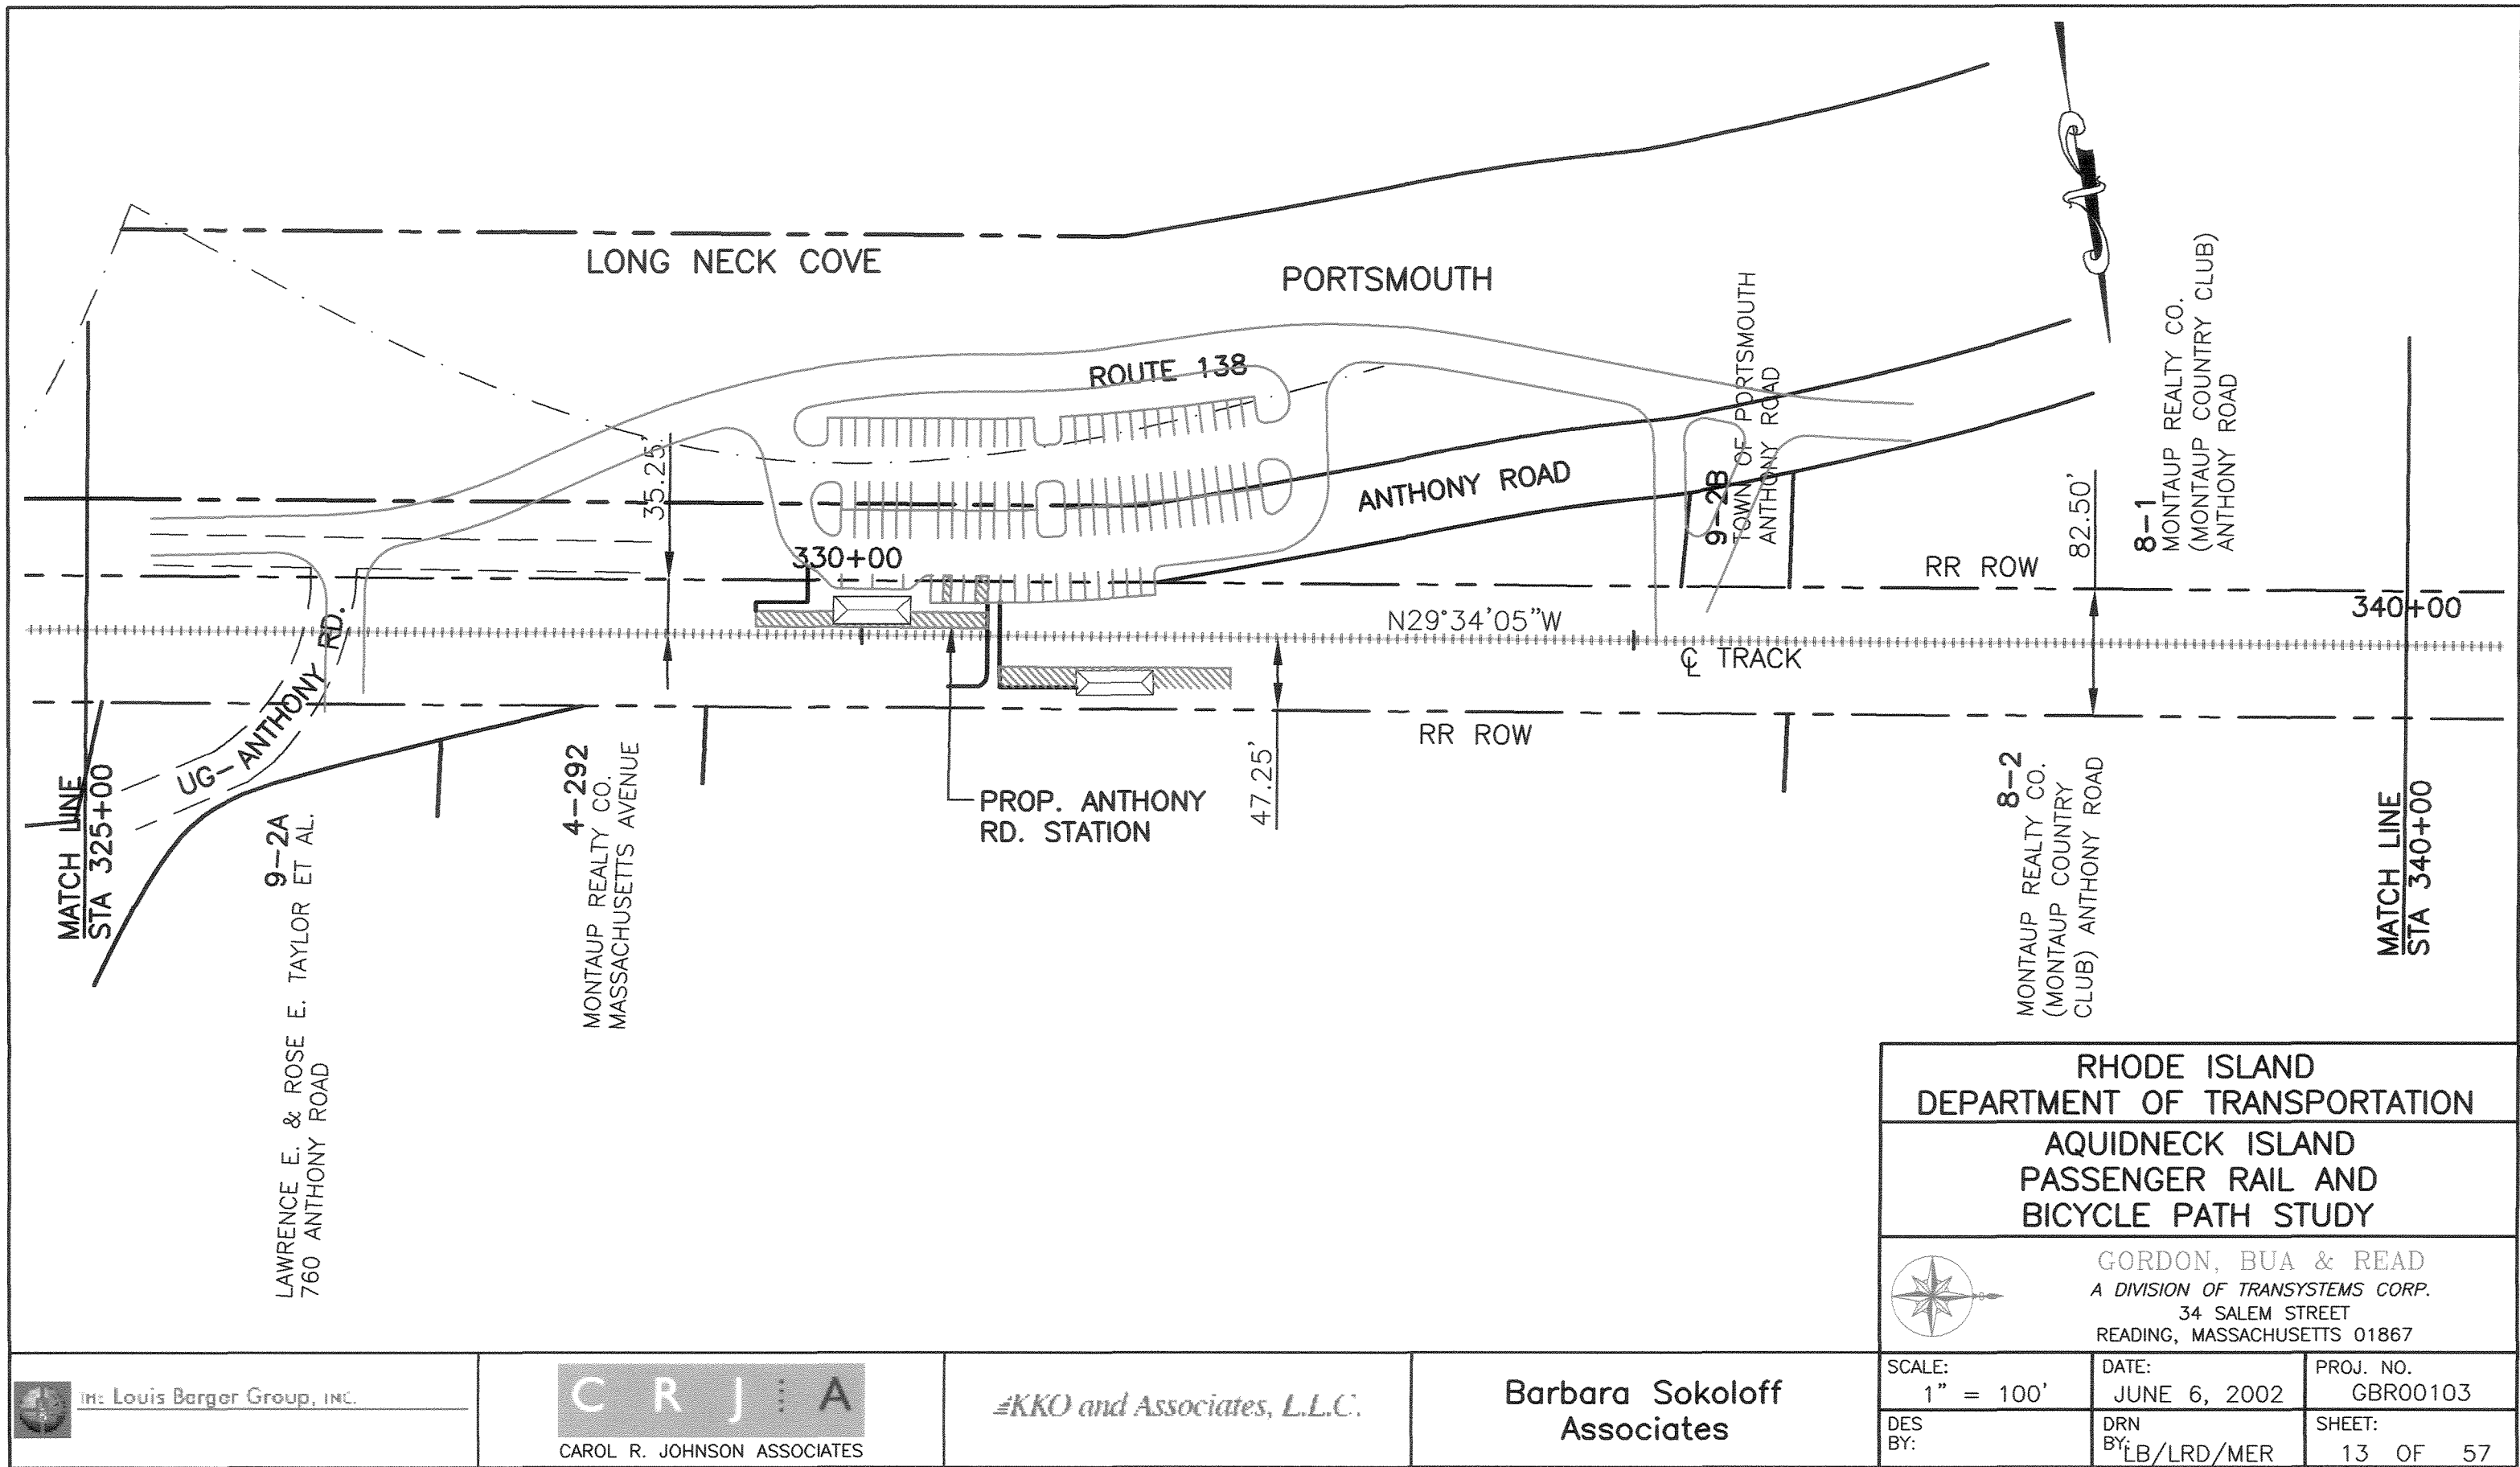 LONG NECK COVE
PORTSMOUTH
ROUTE 138
ANTHONY ROAD
35.25'
330+00
9-2B
TOWN OF PORTSMOUTH
ANTHONY ROAD
82.50'
8-1
MONTAUP REALTY CO.
(MONTAUP COUNTRY CLUB)
ANTHONY ROAD
RR ROW
340+00
N29°34'05"W
℄ TRACK
RR ROW
UG-ANTHONY RD.
MATCH LINE
STA 325+00
9-2A
LAWRENCE E. & ROSE E. TAYLOR ET AL.
760 ANTHONY ROAD
4-292
MONTAUP REALTY CO.
MASSACHUSETTS AVENUE
PROP. ANTHONY
RD. STATION
47.25'
8-2
MONTAUP REALTY CO.
(MONTAUP COUNTRY
CLUB) ANTHONY ROAD
MATCH LINE
STA 340+00
RHODE ISLAND
DEPARTMENT OF TRANSPORTATION
AQUIDNECK ISLAND
PASSENGER RAIL AND
BICYCLE PATH STUDY
GORDON, BUA & READ
A DIVISION OF TRANSYSTEMS CORP.
34 SALEM STREET
READING, MASSACHUSETTS 01867
THE Louis Berger Group, INC.
CRJA
CAROL R. JOHNSON ASSOCIATES
KKO and Associates, L.L.C.
Barbara Sokoloff
Associates
SCALE:
1" = 100'
DATE:
JUNE 6, 2002
PROJ. NO.
GBR00103
DES
BY:
DRN
BY: LB/LRD/MER
SHEET:
13 OF 57